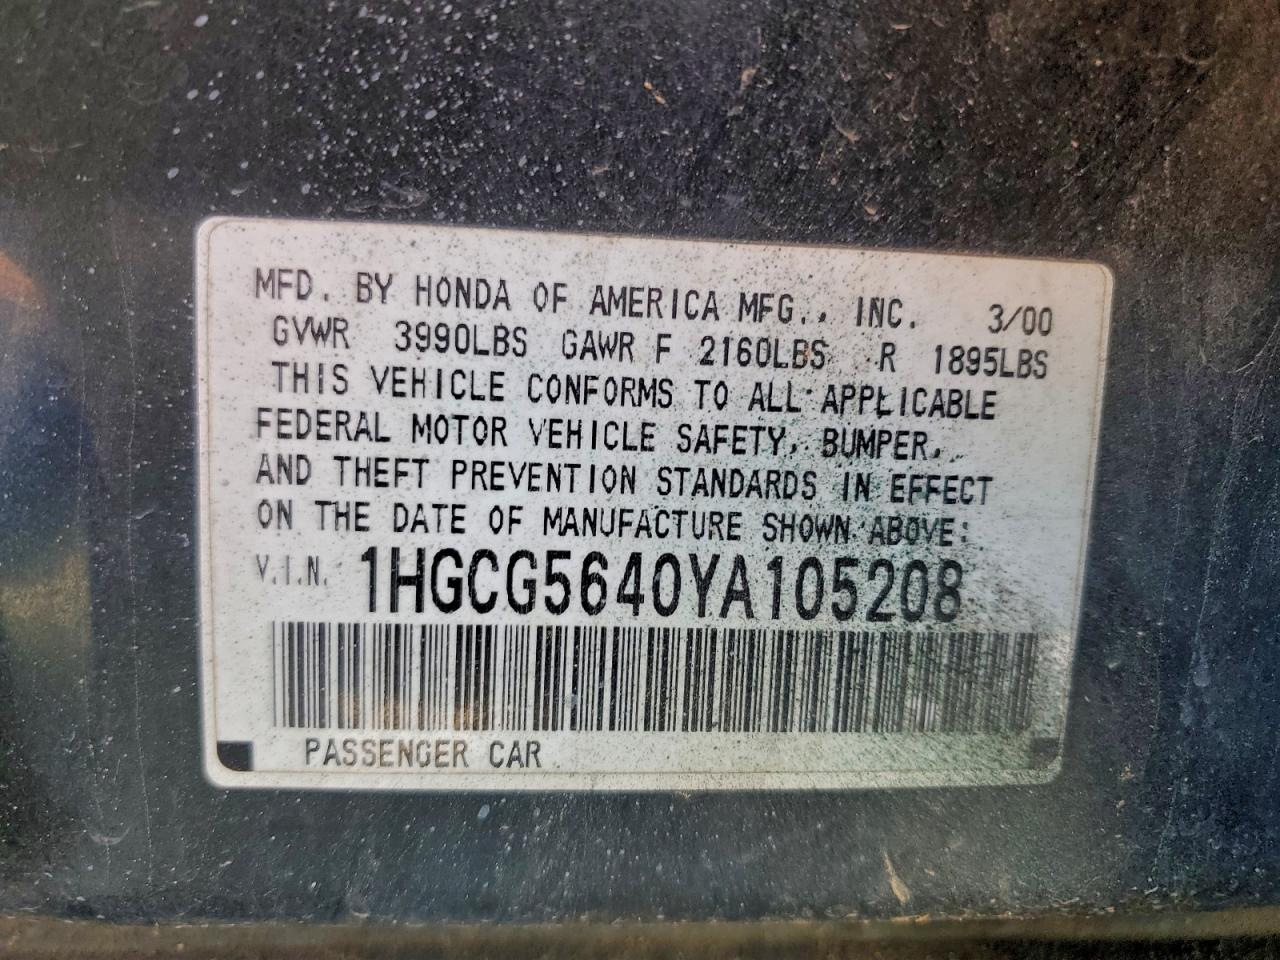 MFD. BY HONDA OF AMERICA MFG., INC. 3/00
GVWR 3990LBS GAWR F 2160LBS R 1895LBS
THIS VEHICLE CONFORMS TO ALL APPLICABLE
FEDERAL MOTOR VEHICLE SAFETY, BUMPER,
AND THEFT PREVENTION STANDARDS IN EFFECT
ON THE DATE OF MANUFACTURE SHOWN ABOVE:
V.I.N. 1HGCG5640YA105208
PASSENGER CAR